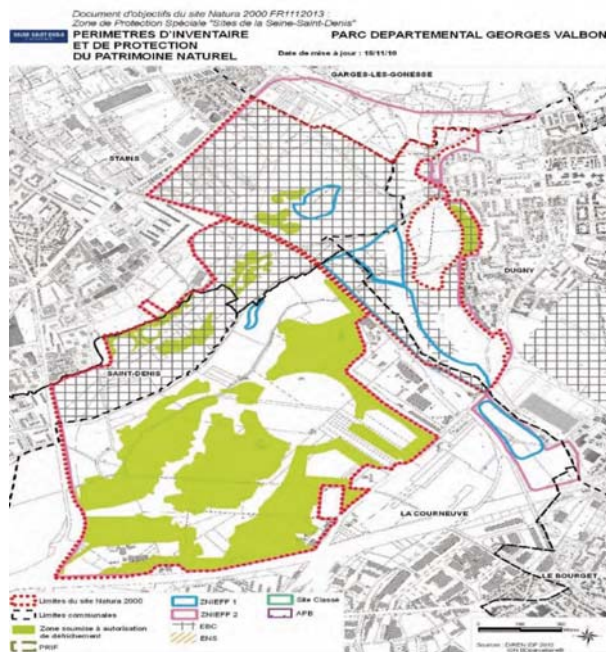 Document d'objectifs du site Natura 2000 FR1112013 :
Zone de Protection Spéciale "Sites de la Seine-Saint-Denis"
SEINE-SAINT-DENIS
PERIMETRES D'INVENTAIRE
ET DE PROTECTION
DU PATRIMOINE NATUREL
PARC DEPARTEMENTAL GEORGES VALBON
Date de mise à jour : 15/11/10
GARGES-LES-GONESSE
STAINS
DUGNY
SAINT-DENIS
LA COURNEUVE
LE BOURGET
Limites du site Natura 2000
Limites communales
Zone soumise à autorisation
de défrichement
PRIF
ZNIEFF 1
ZNIEFF 2
EBC
ENS
Site Classé
APB